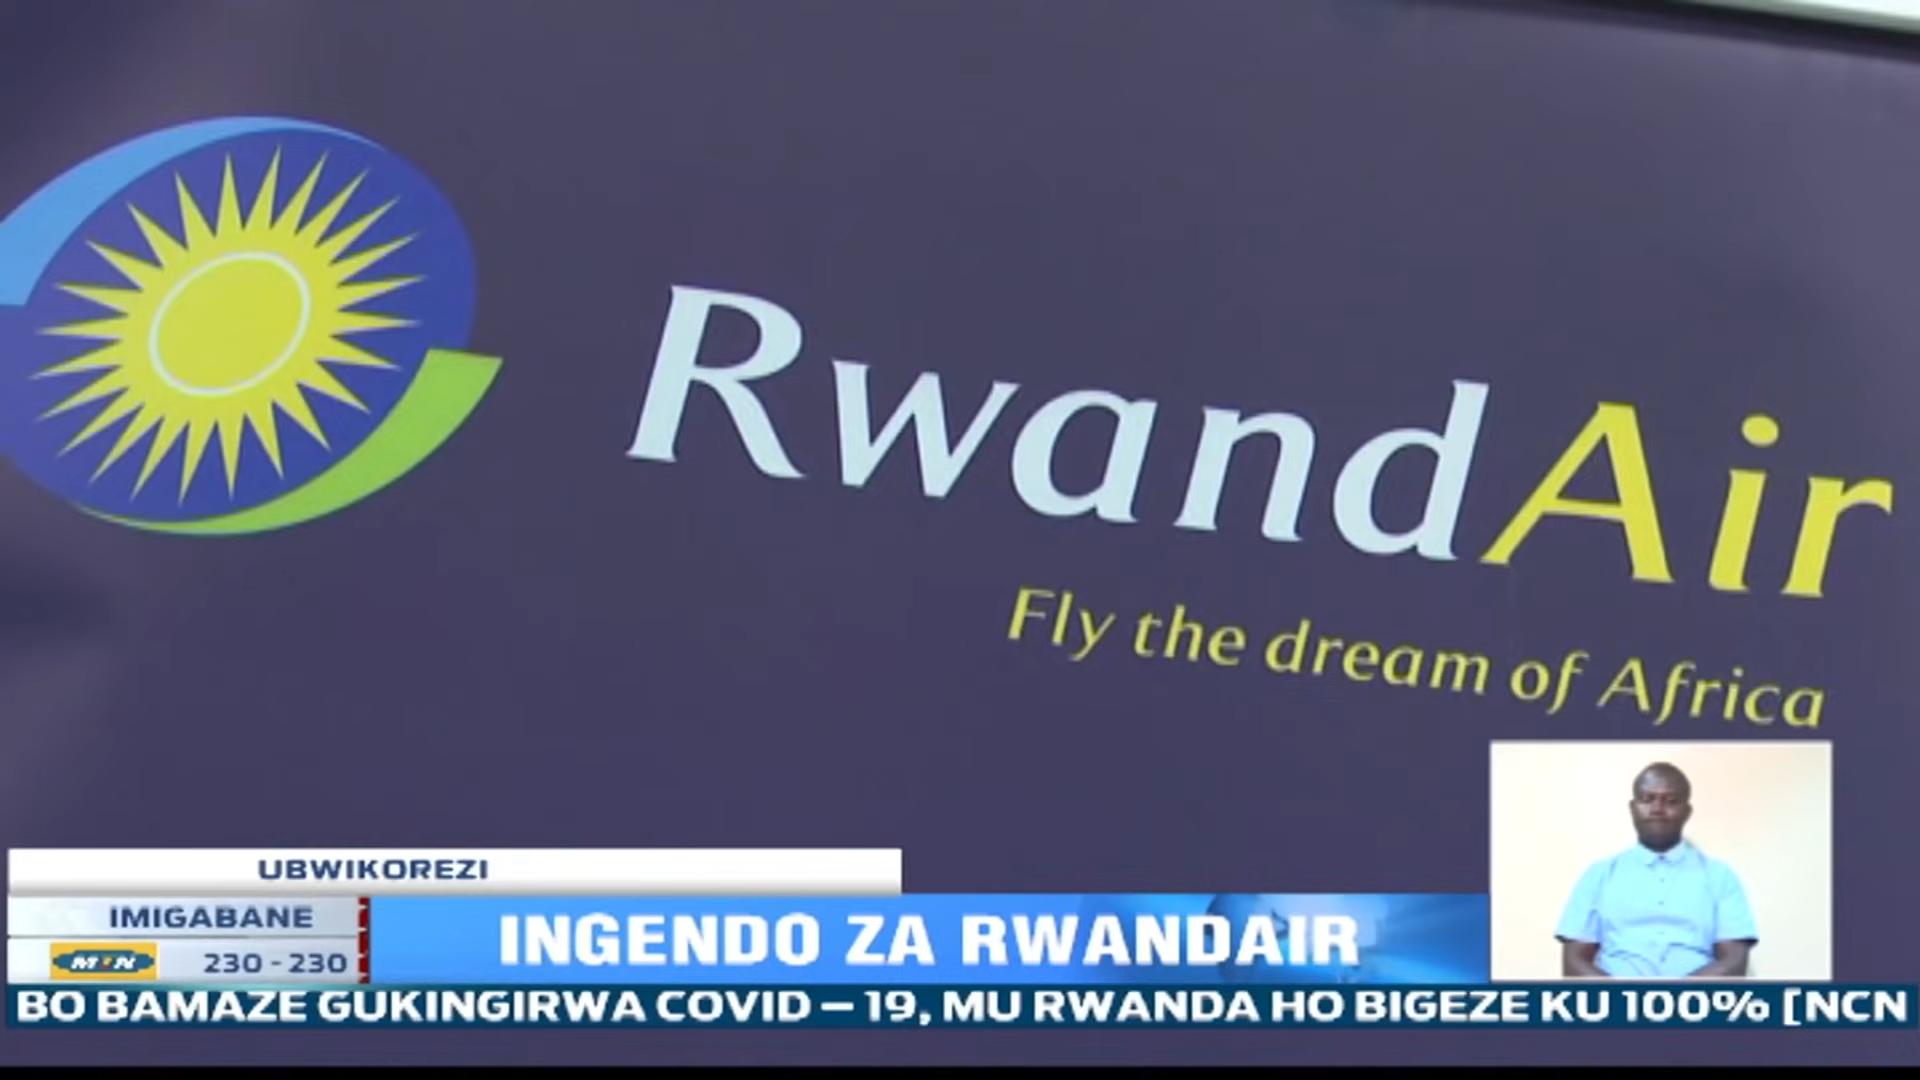 RwandAir
Fly the dream of Africa
UBWIKOREZI
IMIGABANE
MTN 230 - 230
INGENDO ZA RWANDAIR
BO BAMAZE GUKINGIRWA COVID – 19, MU RWANDA HO BIGEZE KU 100% [NCN